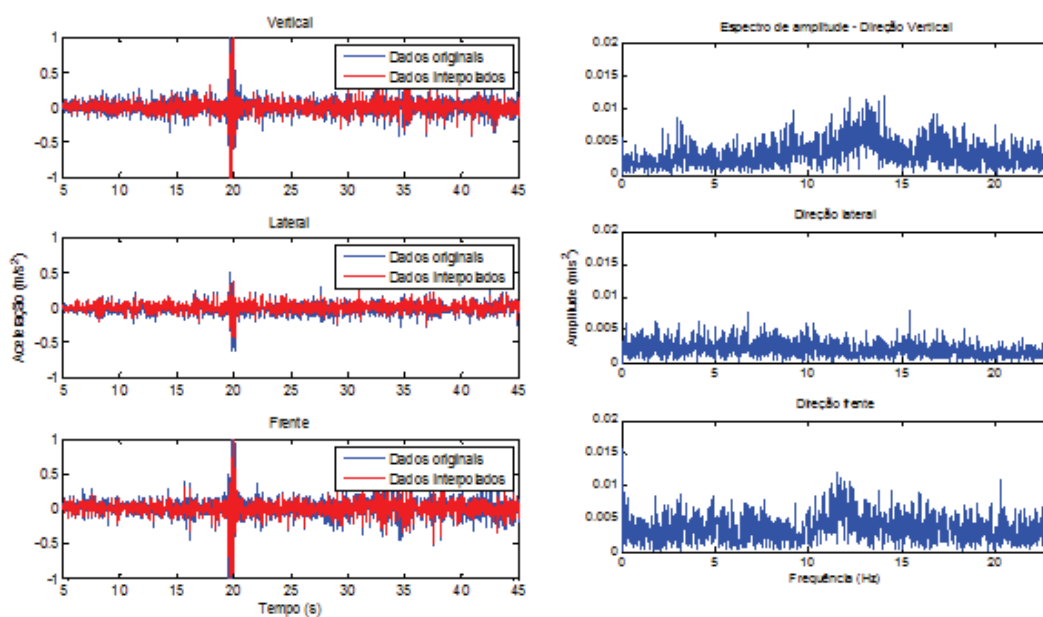 Vertical
1
0.5
0
-0.5
-1
Dados originais
Dados interpolados
5 10 15 20 25 30 35 40 45
Lateral
1
0.5
0
-0.5
-1
Dados originais
Dados interpolados
5 10 15 20 25 30 35 40 45
Aceleração (m/s²)
Frente
1
0.5
0
-0.5
-1
Dados originais
Dados interpolados
5 10 15 20 25 30 35 40 45
Tempo (s)
Espectro de amplitude - Direção Vertical
0.02
0.015
0.01
0.005
0
0 5 10 15 20
Direção lateral
0.02
0.015
0.01
0.005
0
0 5 10 15 20
Amplitude (m/s²)
Direção frente
0.02
0.015
0.01
0.005
0
0 5 10 15 20
Frequência (Hz)